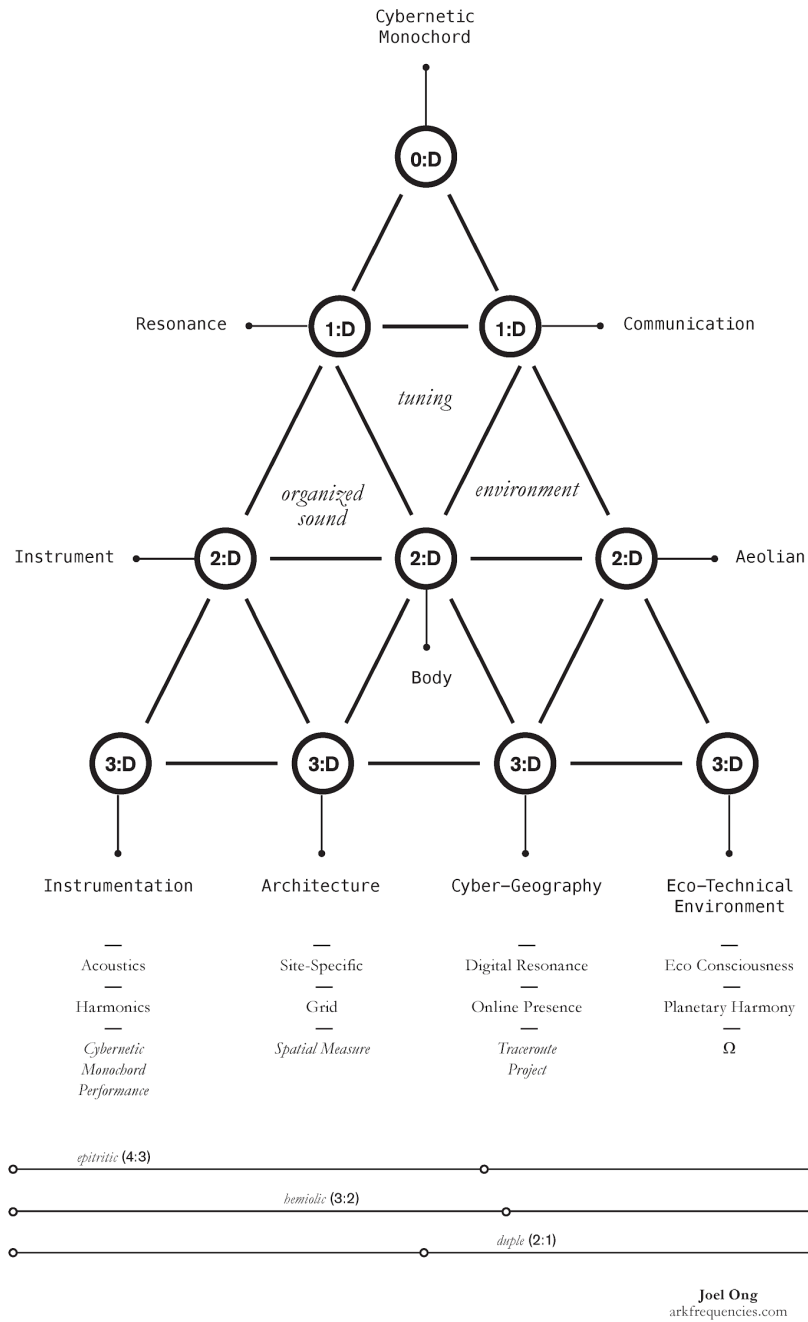 Cybernetic
Monochord
0:D
Resonance
1:D
1:D
Communication
tuning
organized
sound
environment
Instrument
2:D
2:D
2:D
Aeolian
Body
3:D
3:D
3:D
3:D
Instrumentation
Architecture
Cyber-Geography
Eco-Technical
Environment
Acoustics
Site-Specific
Digital Resonance
Eco Consciousness
Harmonics
Grid
Online Presence
Planetary Harmony
Cybernetic
Monochord
Performance
Spatial Measure
Traceroute
Project
Ω
epitritic (4:3)
hemiolic (3:2)
duple (2:1)
Joel Ong
arkfrequencies.com